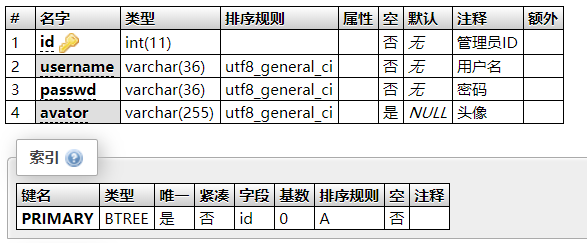 # 名字 类型 排序规则 属性 空 默认 注释 额外
1 id int(11) 否 无 管理员ID
2 username varchar(36) utf8_general_ci 否 无 用户名
3 passwd varchar(36) utf8_general_ci 否 无 密码
4 avator varchar(255) utf8_general_ci 是 NULL 头像
索引
键名 类型 唯一 紧凑 字段 基数 排序规则 空 注释
PRIMARY BTREE 是 否 id 0 A 否